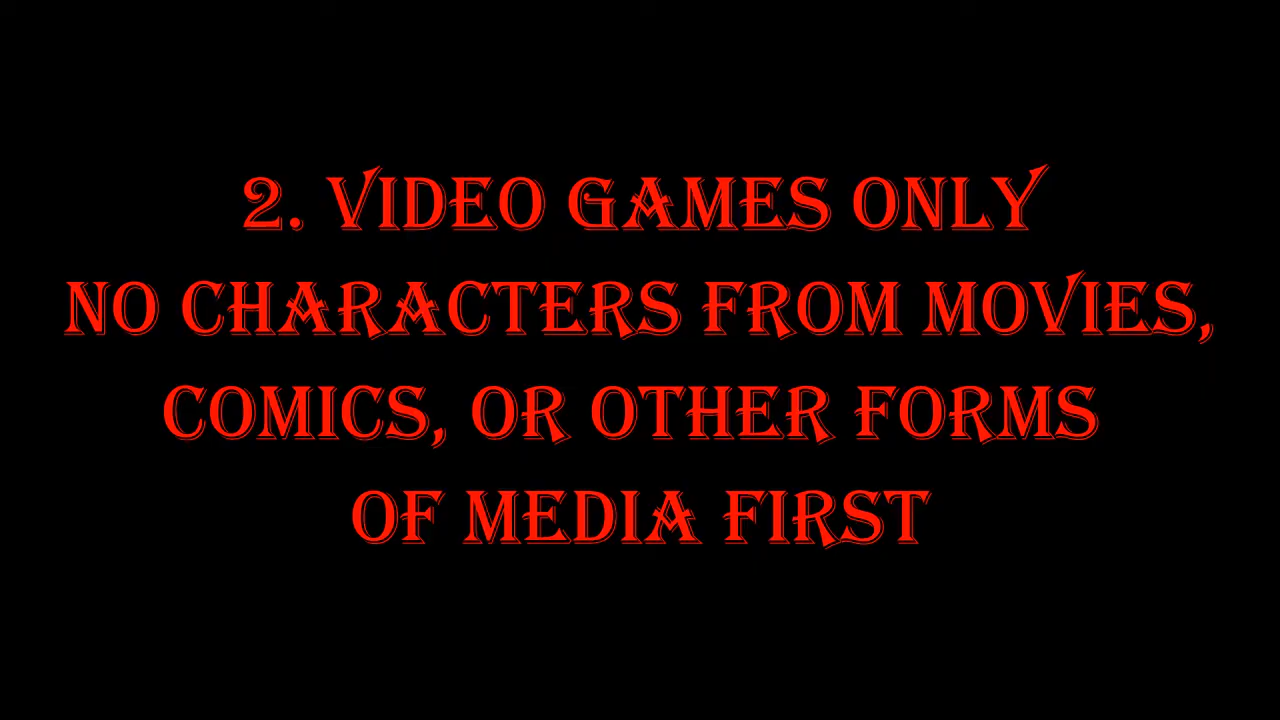 2. VIDEO GAMES ONLY
NO CHARACTERS FROM MOVIES,
COMICS, OR OTHER FORMS
OF MEDIA FIRST